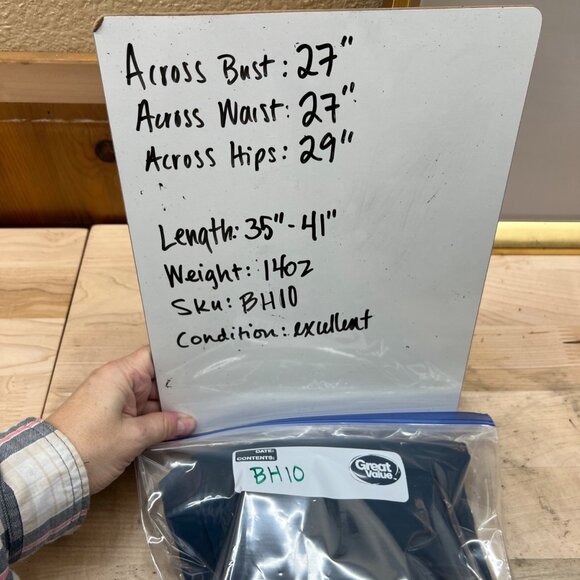 Across Bust: 27"
Across Waist: 27"
Across Hips: 29"
Length: 35"-41"
Weight: 14oz
Sku: BH10
Condition: excellent
DATE:
CONTENTS:
BH10
Great
Value